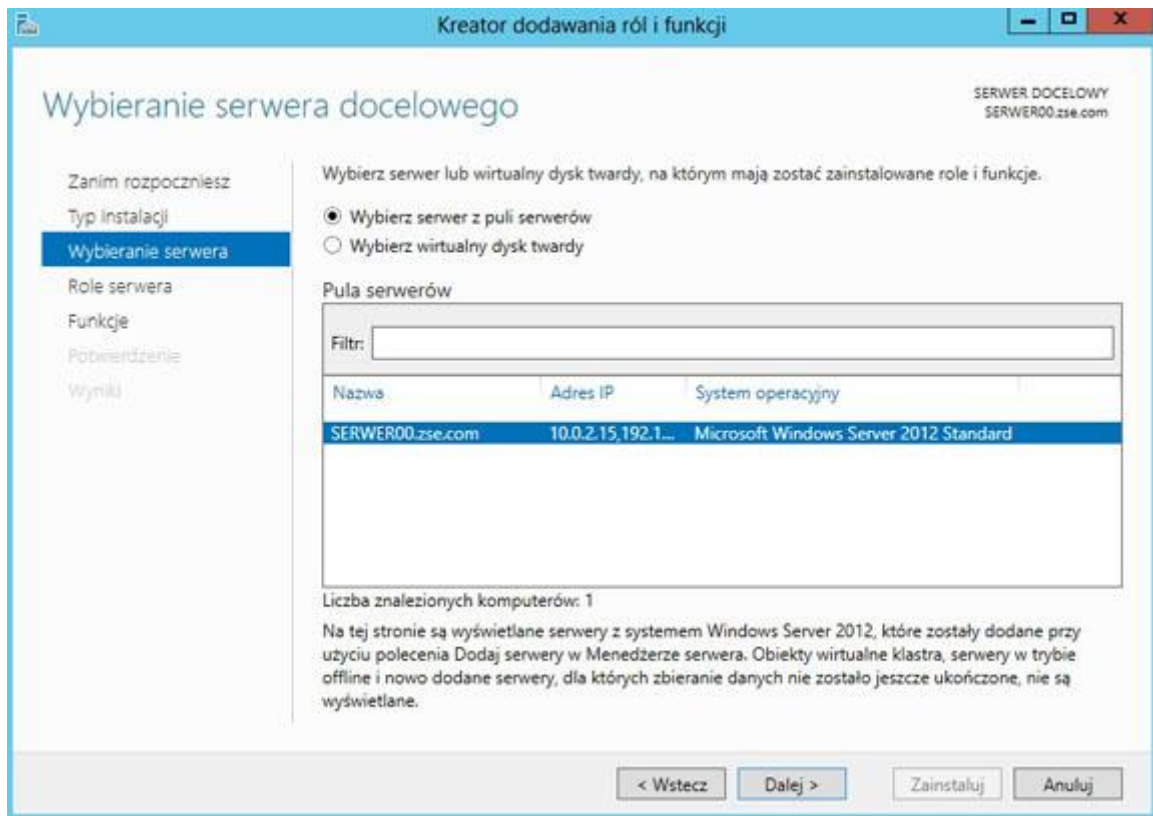 Kreator dodawania ról i funkcji
Wybieranie serwera docelowego
SERWER DOCELOWY
SERWER00.zse.com
Zanim rozpoczniesz
Typ instalacji
Wybieranie serwera
Role serwera
Funkcje
Potwierdzenie
Wyniki
Wybierz serwer lub wirtualny dysk twardy, na którym mają zostać zainstalowane role i funkcje.
Wybierz serwer z puli serwerów
Wybierz wirtualny dysk twardy
Pula serwerów
Filtr:
Nazwa Adres IP System operacyjny
SERWER00.zse.com 10.0.2.15,192.1... Microsoft Windows Server 2012 Standard
Liczba znalezionych komputerów: 1
Na tej stronie są wyświetlane serwery z systemem Windows Server 2012, które zostały dodane przy
użyciu polecenia Dodaj serwery w Menedżerze serwera. Obiekty wirtualne klastra, serwery w trybie
offline i nowo dodane serwery, dla których zbieranie danych nie zostało jeszcze ukończone, nie są
wyświetlane.
< Wstecz Dalej > Zainstaluj Anuluj